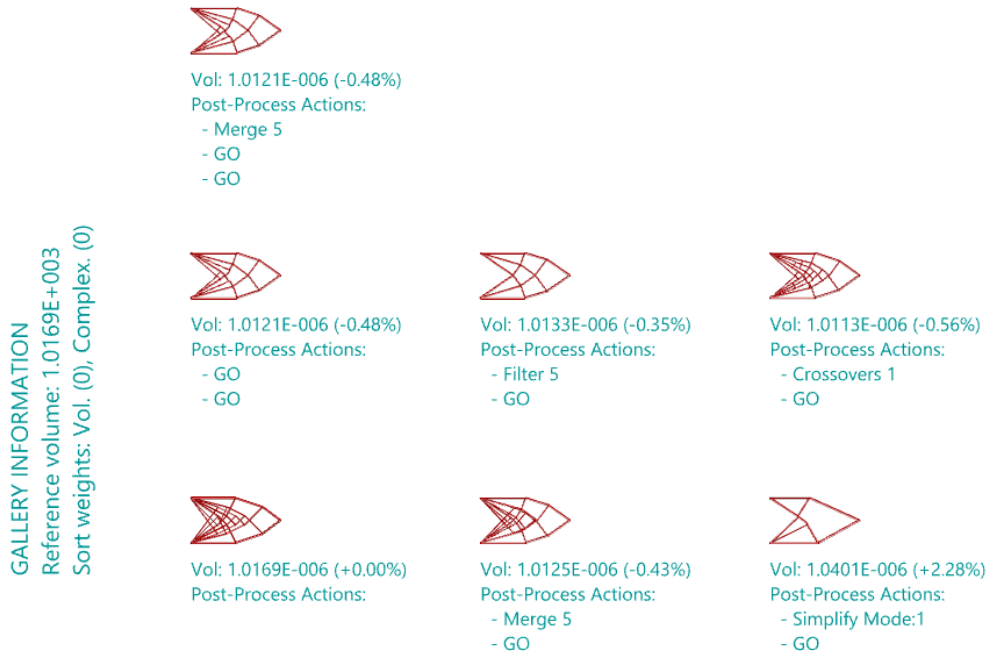 GALLERY INFORMATION
Reference volume: 1.0169E+003
Sort weights: Vol. (0), Complex. (0)
Vol: 1.0121E-006 (-0.48%)
Post-Process Actions:
- Merge 5
- GO
- GO
Vol: 1.0121E-006 (-0.48%)
Post-Process Actions:
- GO
- GO
Vol: 1.0133E-006 (-0.35%)
Post-Process Actions:
- Filter 5
- GO
Vol: 1.0113E-006 (-0.56%)
Post-Process Actions:
- Crossovers 1
- GO
Vol: 1.0169E-006 (+0.00%)
Post-Process Actions:
Vol: 1.0125E-006 (-0.43%)
Post-Process Actions:
- Merge 5
- GO
Vol: 1.0401E-006 (+2.28%)
Post-Process Actions:
- Simplify Mode:1
- GO